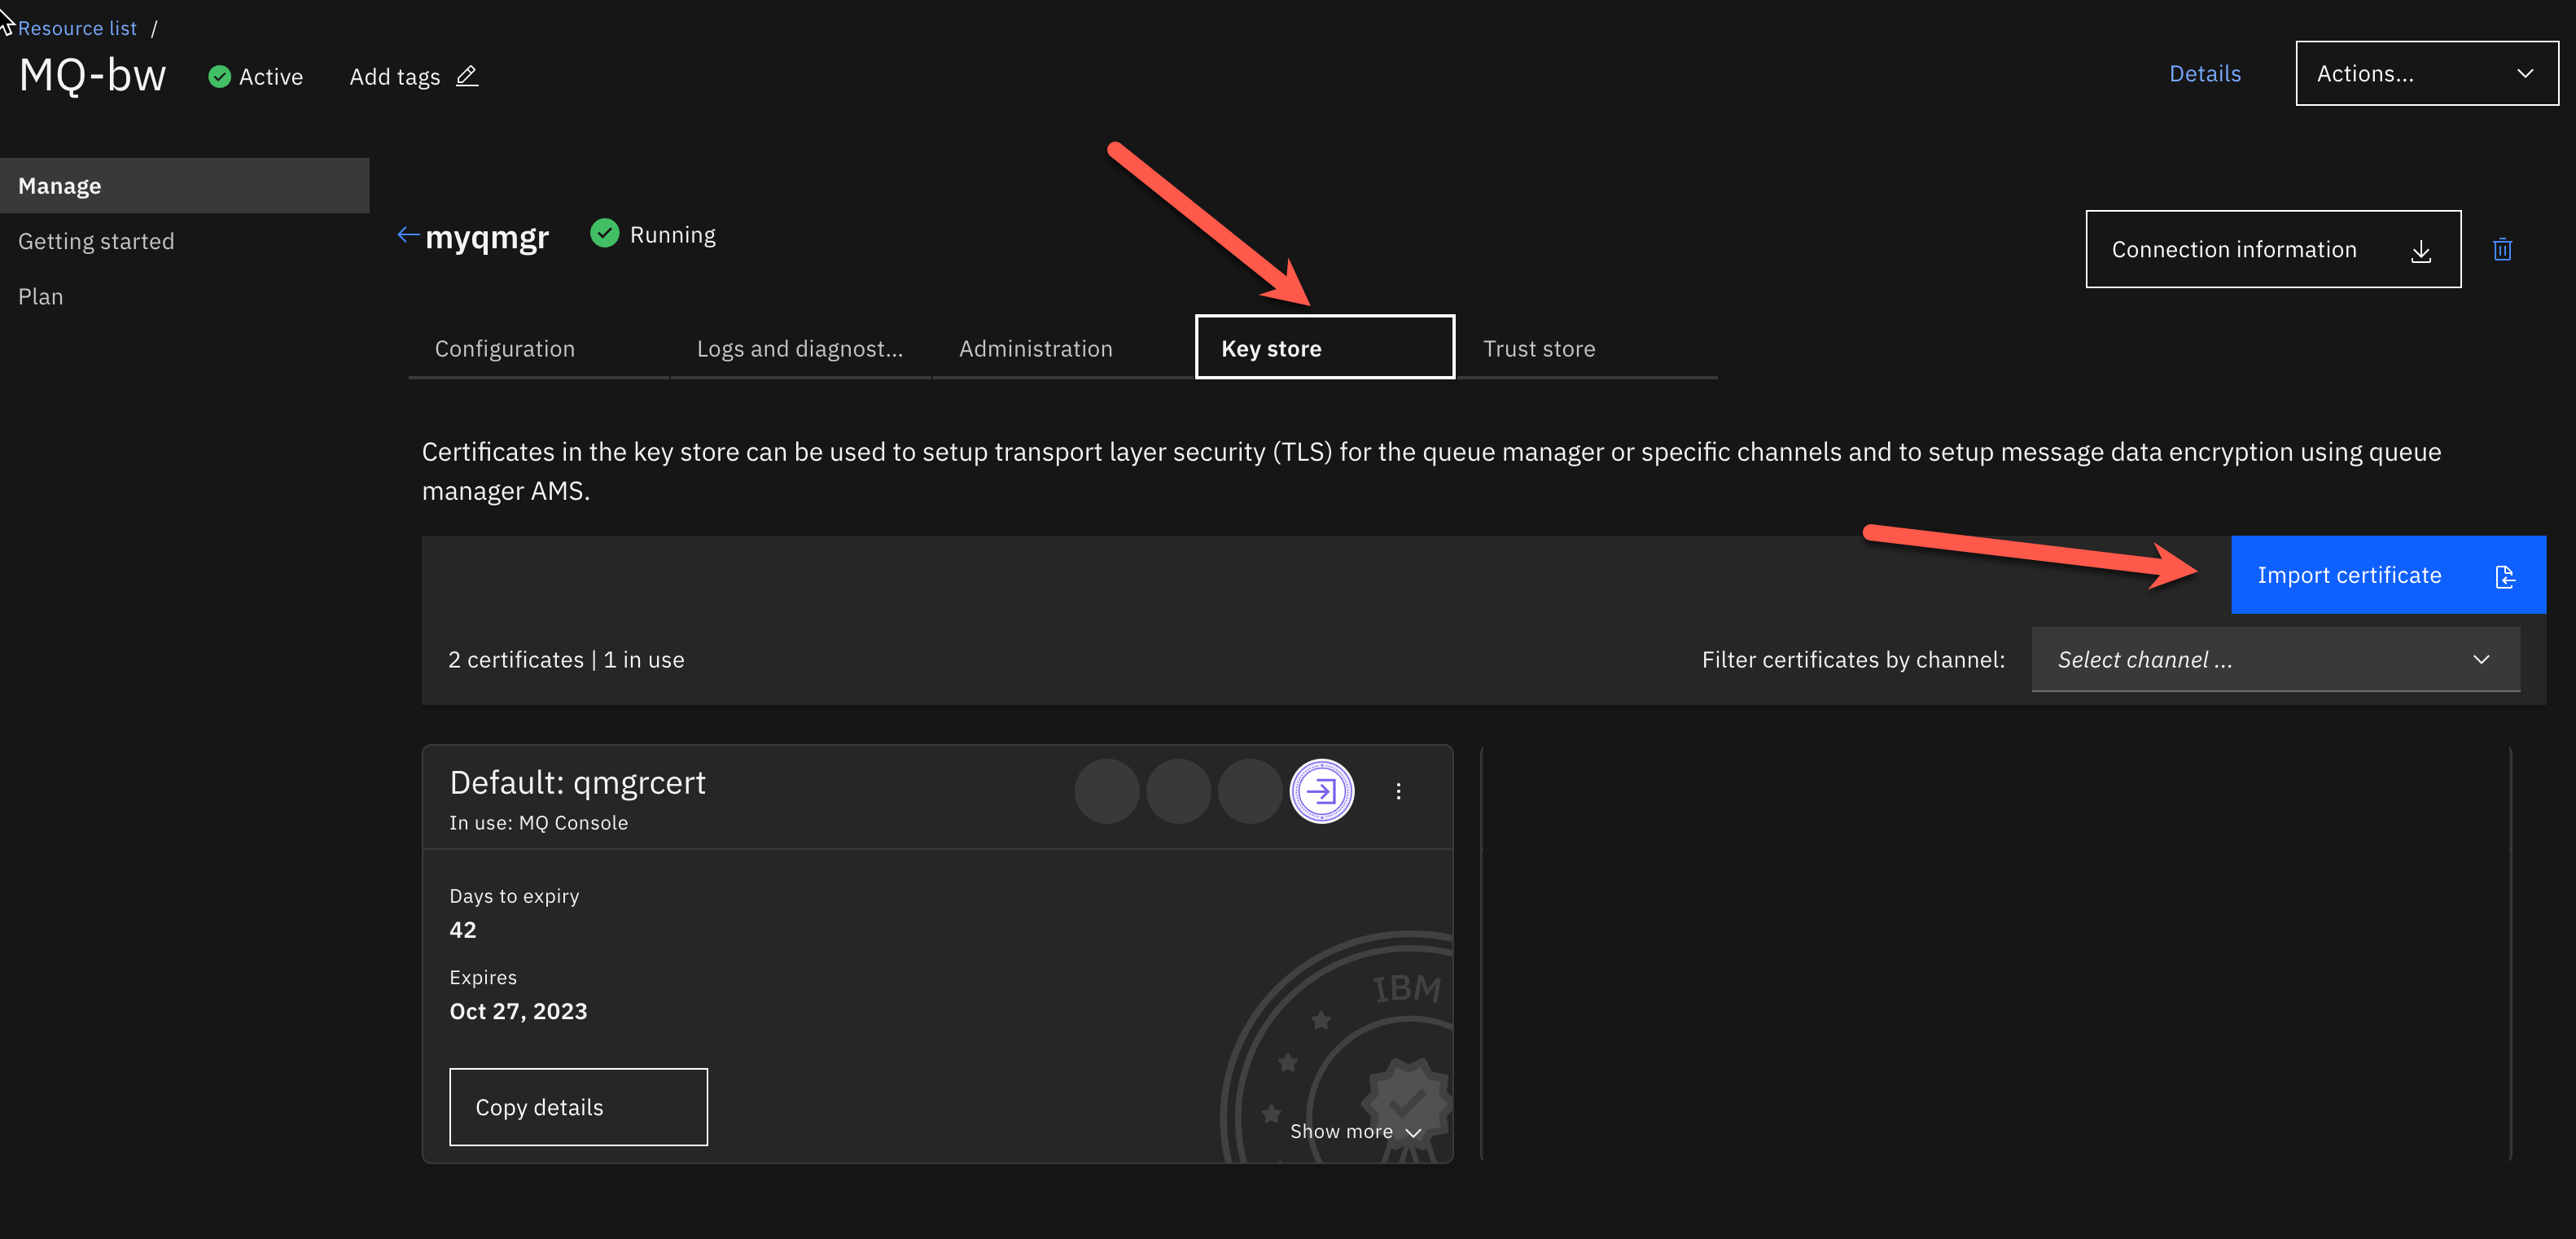 Resource list /
MQ-bw
Active
Add tags
Details
Actions...
Manage
Getting started
Plan
myqmgr
Running
Connection information
Configuration
Logs and diagnost...
Administration
Key store
Trust store
Certificates in the key store can be used to setup transport layer security (TLS) for the queue manager or specific channels and to setup message data encryption using queue
manager AMS.
Import certificate
2 certificates | 1 in use
Filter certificates by channel:
Select channel ...
Default: qmgrcert
In use: MQ Console
Days to expiry
42
Expires
Oct 27, 2023
IBM
Copy details
Show more